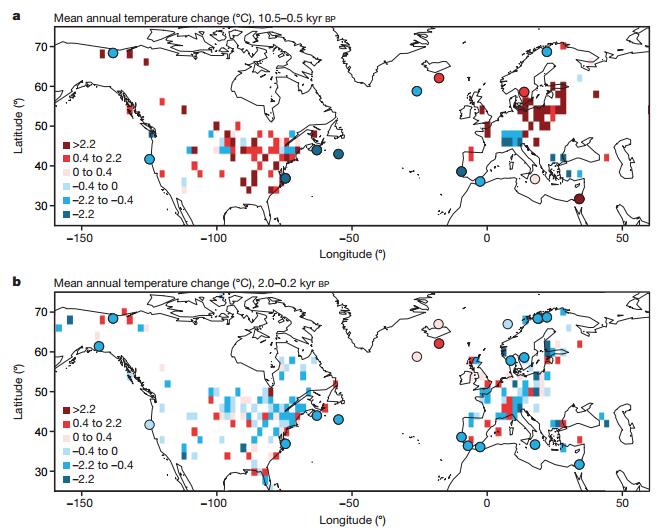 a Mean annual temperature change (°C), 10.5–0.5 kyr BP
70
60
50
40
30
Latitude (°)
>2.2
0.4 to 2.2
0 to 0.4
−0.4 to 0
−2.2 to −0.4
−2.2
−150 −100 −50 0 50
Longitude (°)
b Mean annual temperature change (°C), 2.0–0.2 kyr BP
70
60
50
40
30
Latitude (°)
>2.2
0.4 to 2.2
0 to 0.4
−0.4 to 0
−2.2 to −0.4
−2.2
−150 −100 −50 0 50
Longitude (°)